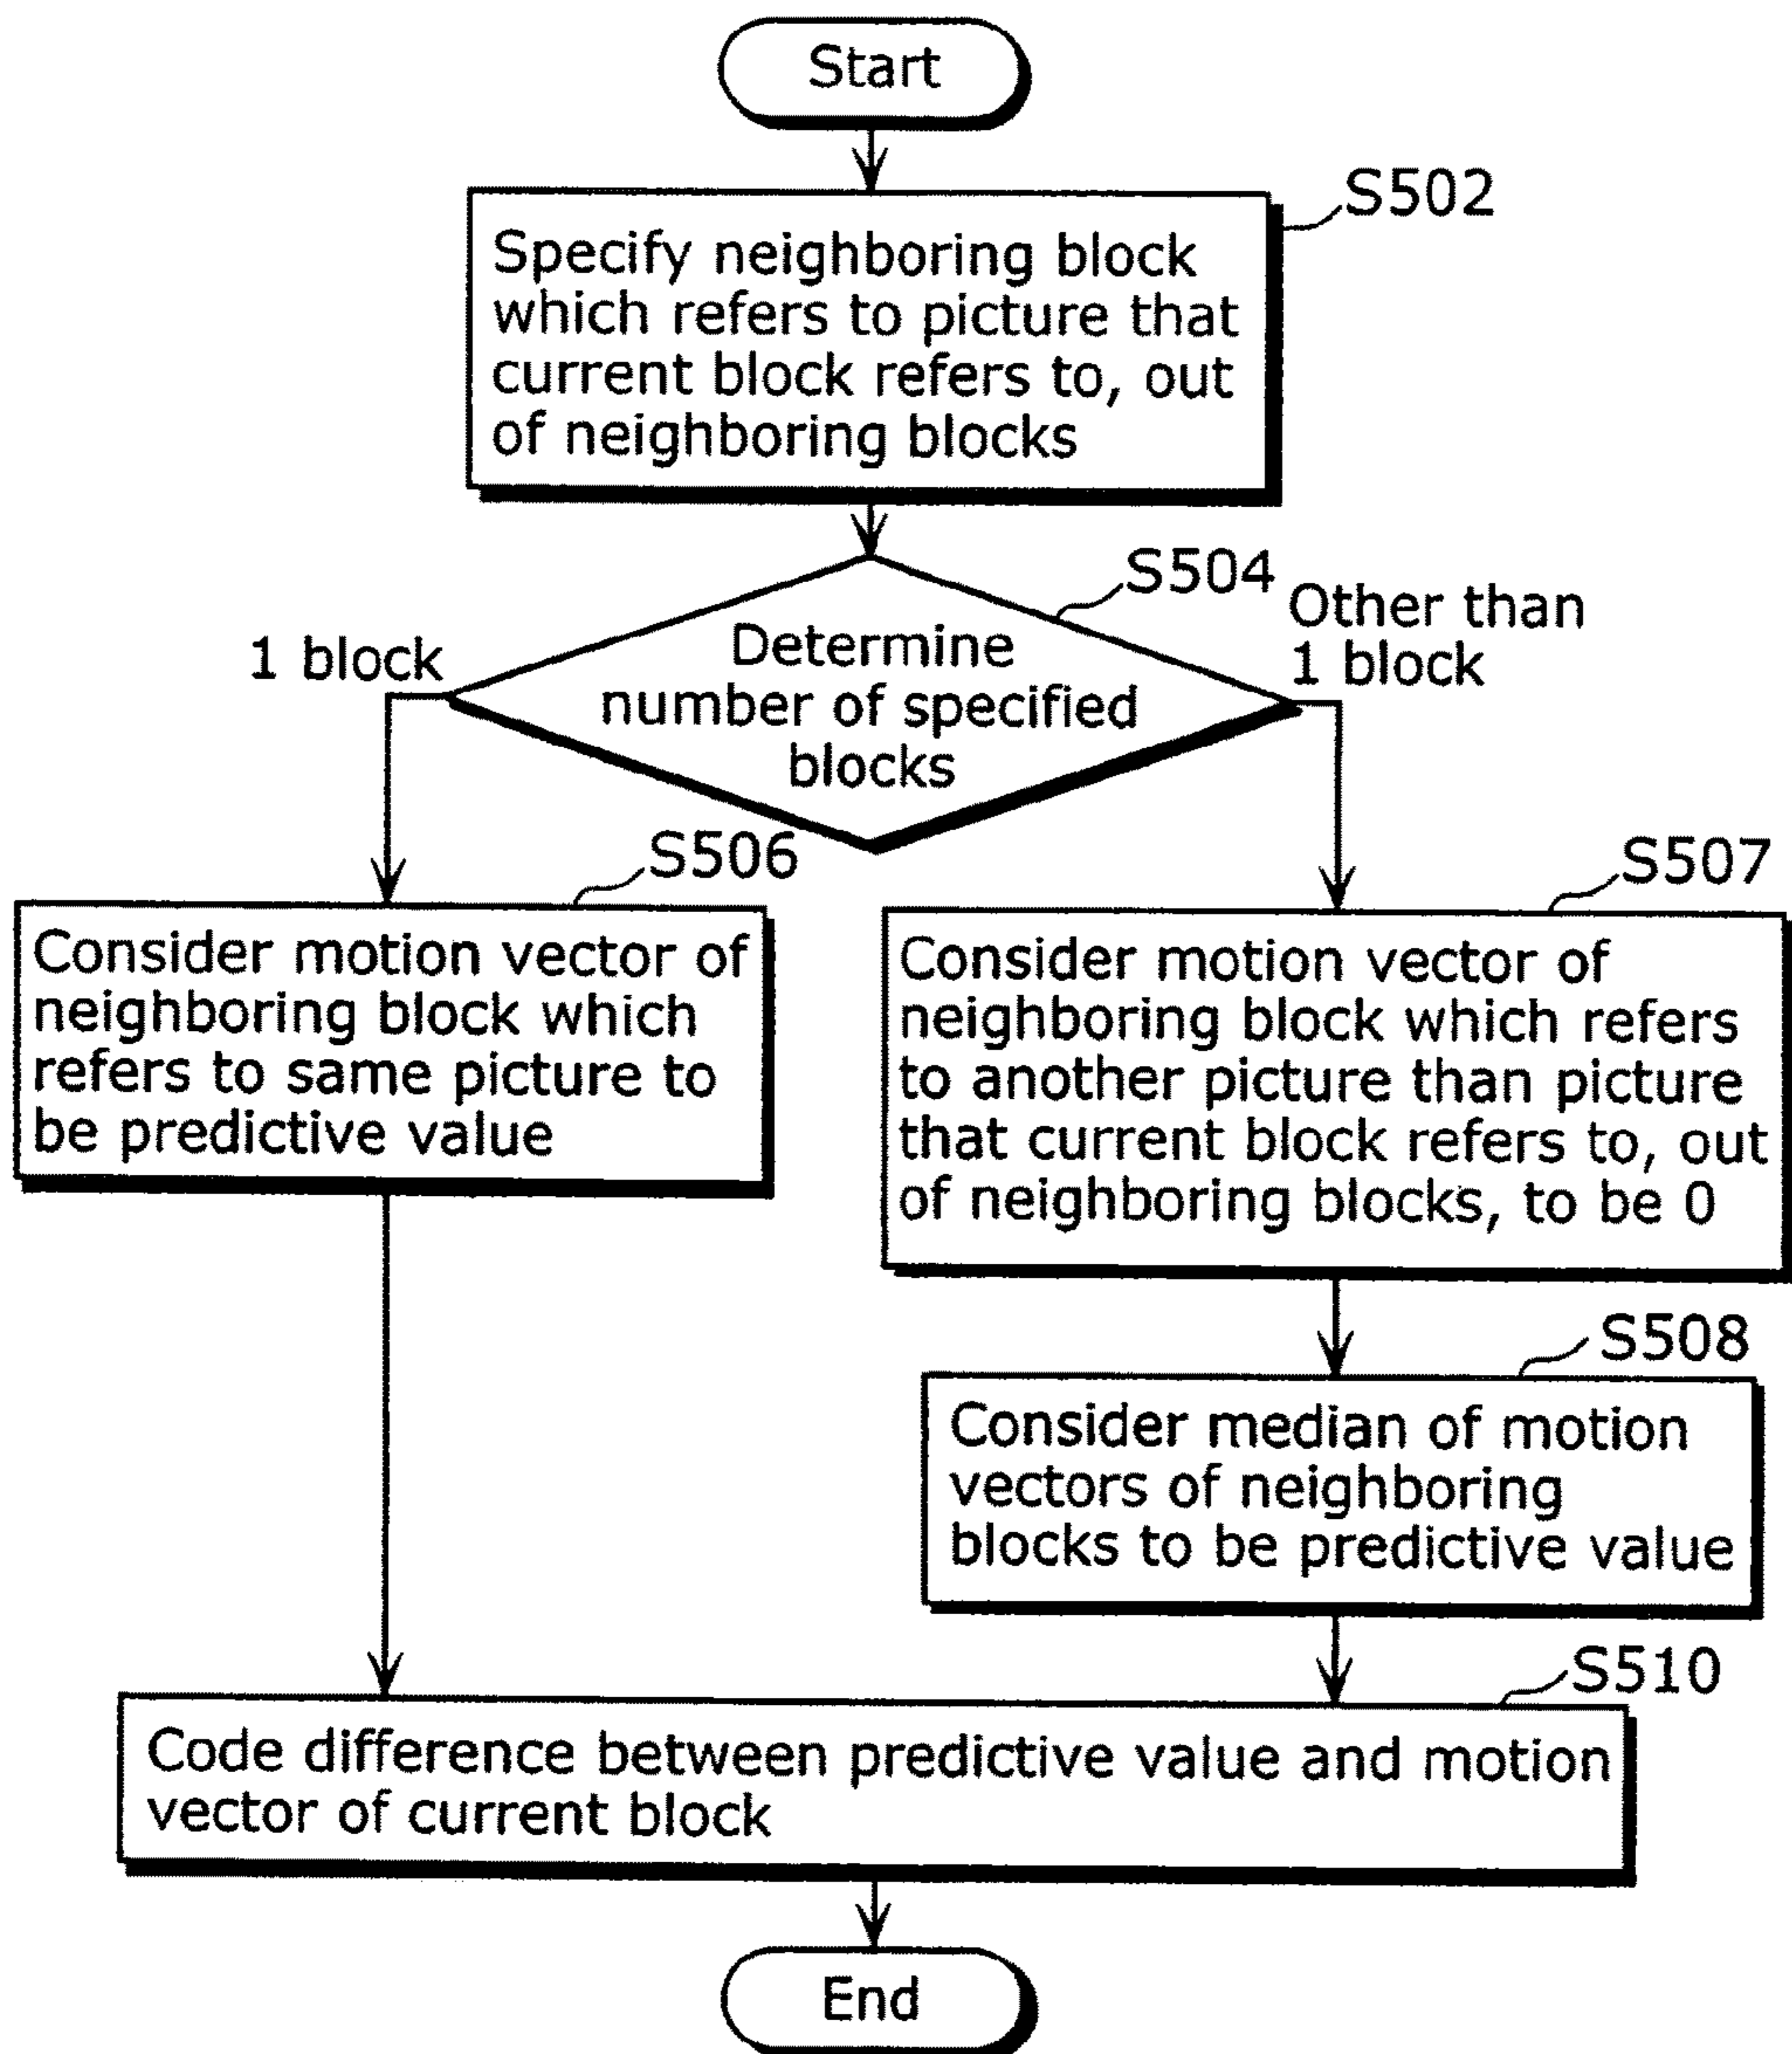 Start
S502
Specify neighboring block
which refers to picture that
current block refers to, out
of neighboring blocks
S504
1 block
Other than
1 block
Determine
number of specified
blocks
S506
Consider motion vector of
neighboring block which
refers to same picture to
be predictive value
S507
Consider motion vector of
neighboring block which refers
to another picture than picture
that current block refers to, out
of neighboring blocks, to be 0
S508
Consider median of motion
vectors of neighboring
blocks to be predictive value
S510
Code difference between predictive value and motion
vector of current block
End